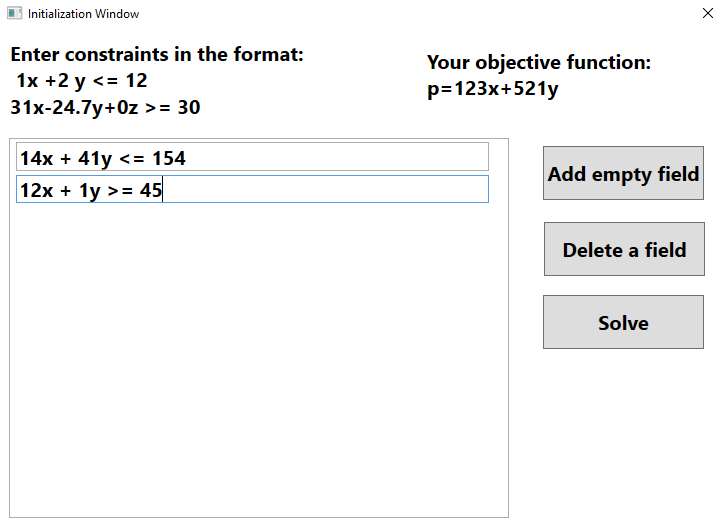 Initialization Window
Enter constraints in the format:
1x +2 y <= 12
31x-24.7y+0z >= 30
Your objective function:
p=123x+521y
14x + 41y <= 154
12x + 1y >= 45
Add empty field
Delete a field
Solve